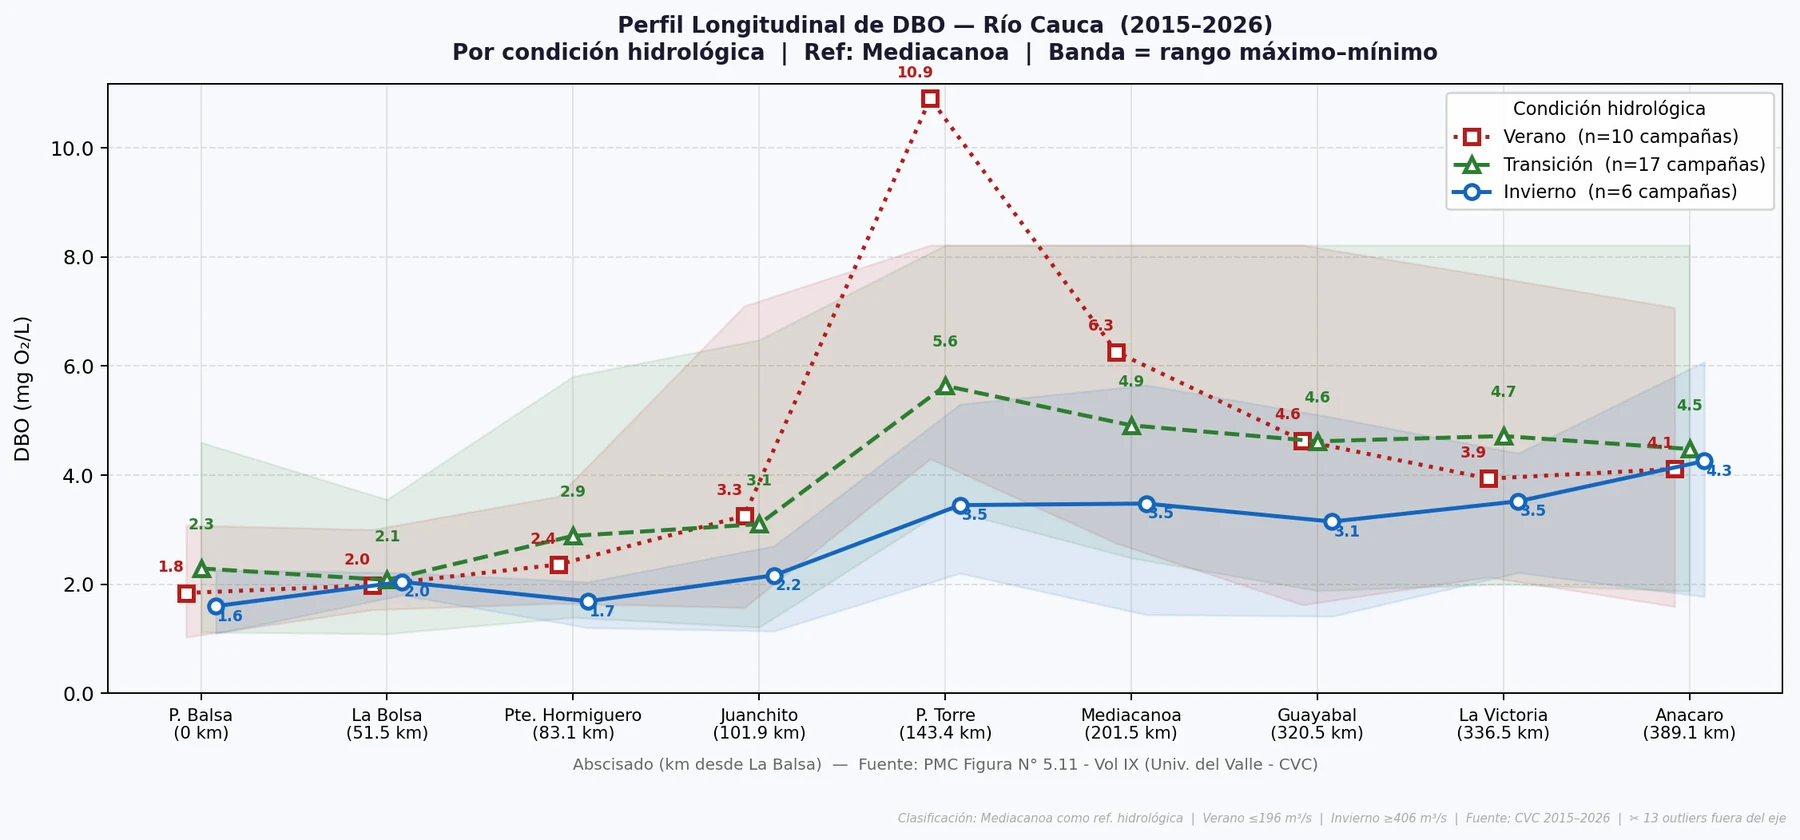 Perfil Longitudinal de DBO — Río Cauca  (2015–2026)
Por condición hidrológica  |  Ref: Mediacanoa  |  Banda = rango máximo–mínimo
DBO (mg O₂/L)
10.0
8.0
6.0
4.0
2.0
0.0
Condición hidrológica
Verano  (n=10 campañas)
Transición  (n=17 campañas)
Invierno  (n=6 campañas)
1.8
2.0
2.4
3.3
10.9
6.3
4.6
3.9
4.1
2.3
2.1
2.9
3.1
5.6
4.9
4.6
4.7
4.5
1.6
2.0
1.7
2.2
3.5
3.5
3.1
3.5
4.3
P. Balsa
(0 km)
La Bolsa
(51.5 km)
Pte. Hormiguero
(83.1 km)
Juanchito
(101.9 km)
P. Torre
(143.4 km)
Mediacanoa
(201.5 km)
Guayabal
(320.5 km)
La Victoria
(336.5 km)
Anacaro
(389.1 km)
Abscisado (km desde La Balsa)  —  Fuente: PMC Figura N° 5.11 - Vol IX (Univ. del Valle - CVC)
Clasificación: Mediacanoa como ref. hidrológica  |  Verano ≤196 m³/s  |  Invierno ≥406 m³/s  |  Fuente: CVC 2015–2026  |  ✂ 13 outliers fuera del eje